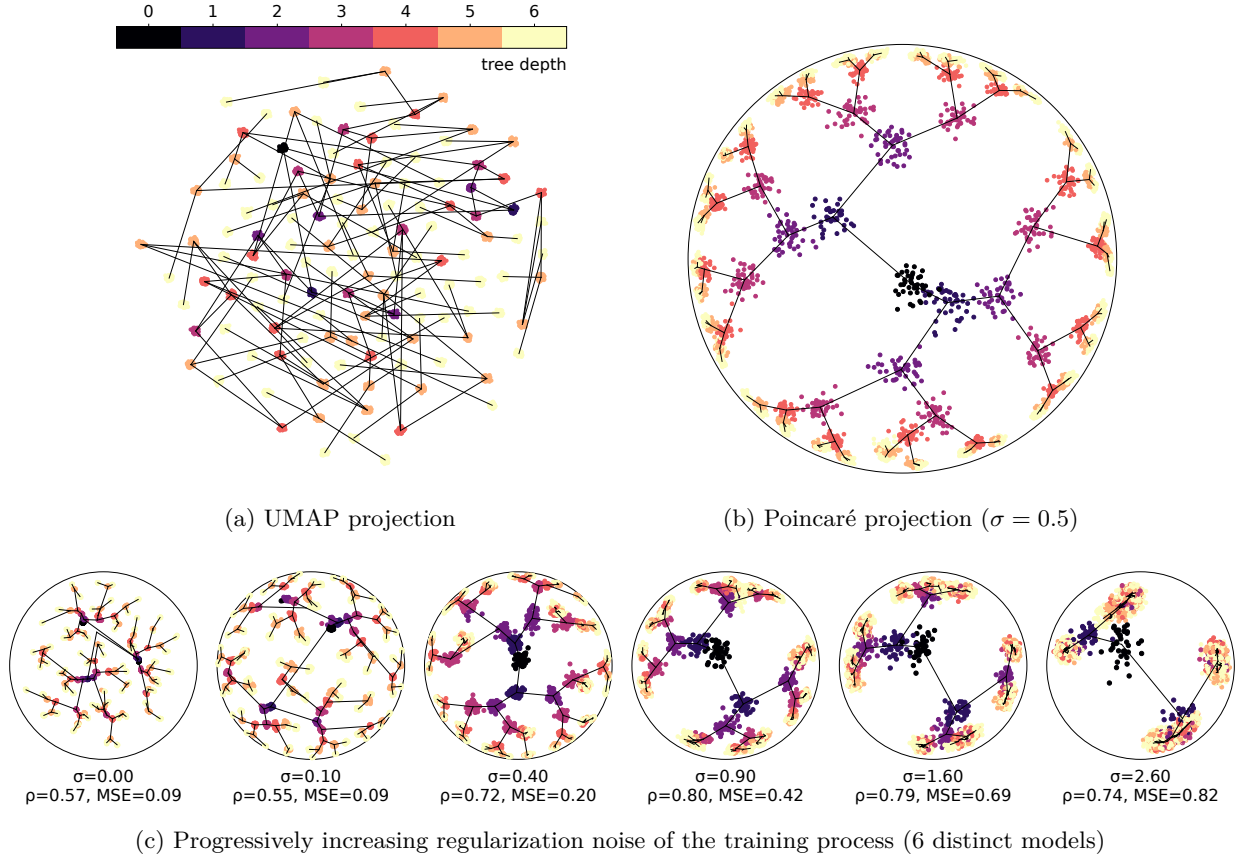 0 1 2 3 4 5 6
tree depth
(a) UMAP projection
(b) Poincaré projection (σ = 0.5)
σ=0.00
ρ=0.57, MSE=0.09
σ=0.10
ρ=0.55, MSE=0.09
σ=0.40
ρ=0.72, MSE=0.20
σ=0.90
ρ=0.80, MSE=0.42
σ=1.60
ρ=0.79, MSE=0.69
σ=2.60
ρ=0.74, MSE=0.82
(c) Progressively increasing regularization noise of the training process (6 distinct models)